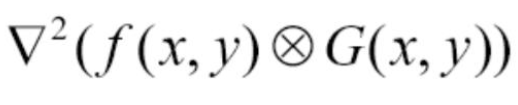 ∇²(f(x, y) ⊗ G(x, y))